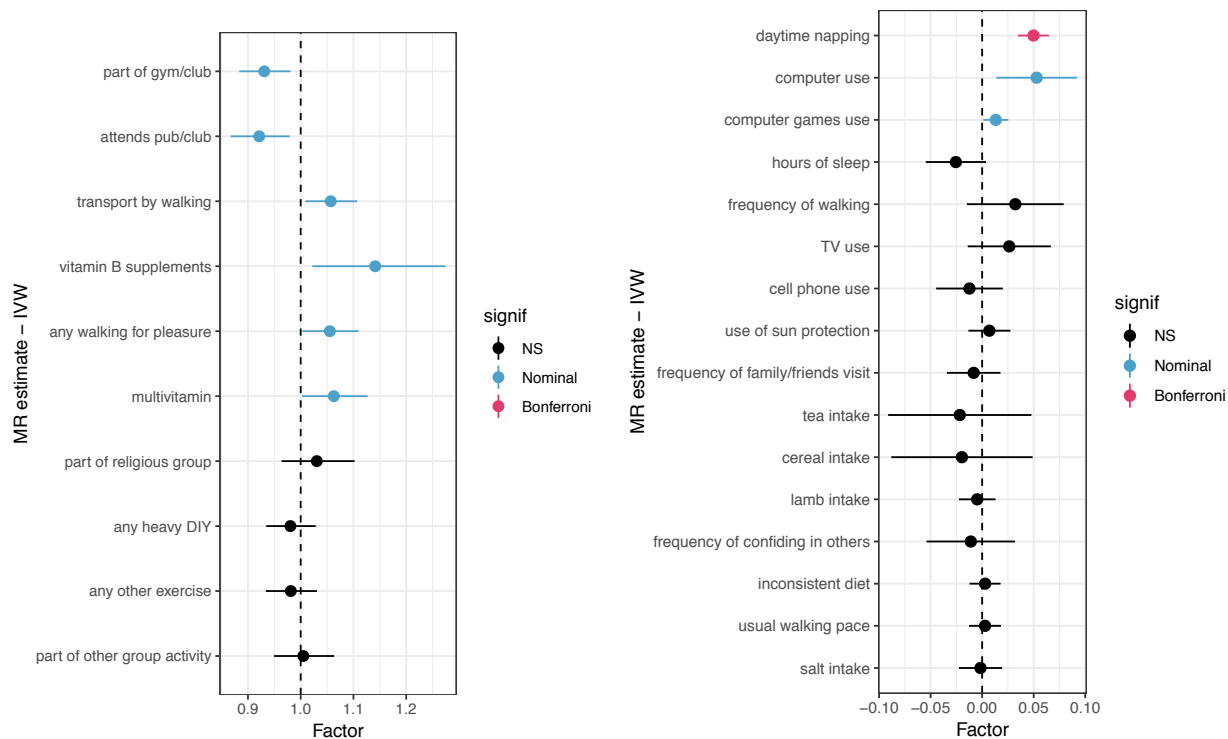 part of gym/club
attends pub/club
transport by walking
vitamin B supplements
any walking for pleasure
multivitamin
part of religious group
any heavy DIY
any other exercise
part of other group activity
MR estimate – IVW
0.9 1.0 1.1 1.2
Factor
signif
NS
Nominal
Bonferroni
daytime napping
computer use
computer games use
hours of sleep
frequency of walking
TV use
cell phone use
use of sun protection
frequency of family/friends visit
tea intake
cereal intake
lamb intake
frequency of confiding in others
inconsistent diet
usual walking pace
salt intake
MR estimate – IVW
−0.10 −0.05 0.00 0.05 0.10
Factor
signif
NS
Nominal
Bonferroni